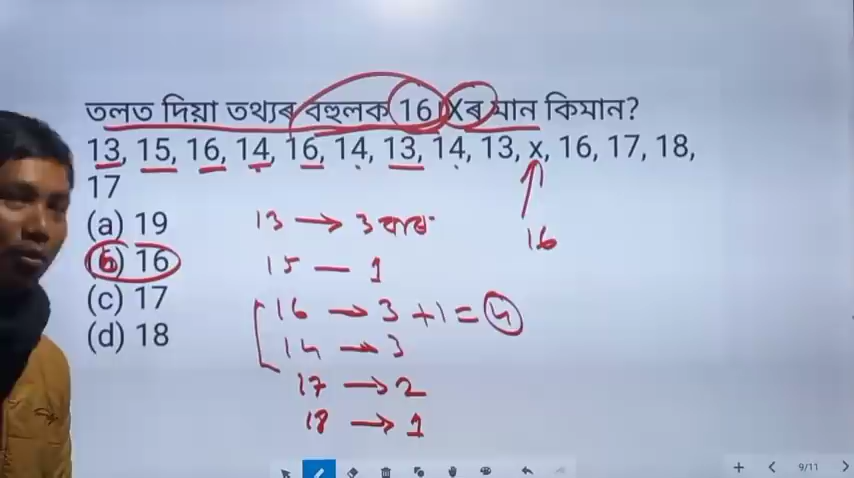 তলত দিয়া তথ্যৰ বহুলক 16। Xৰ মান কিমান?
13, 15, 16, 14, 16, 14, 13, 14, 13, x, 16, 17, 18,
17
(a) 19
(b) 16
(c) 17
(d) 18
16
13 → 3 বাৰ
15 — 1
16 → 3 +1 = 4
14 → 3
17 → 2
18 → 1
9/11